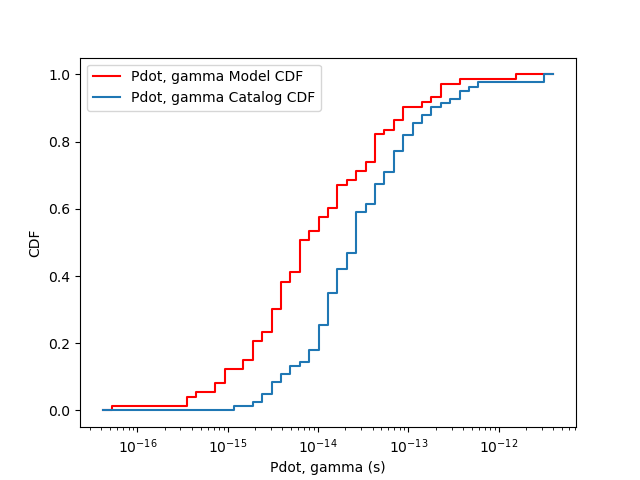 Pdot, gamma Model CDF
Pdot, gamma Catalog CDF
1.0
0.8
0.6
0.4
0.2
0.0
CDF
10⁻¹⁶ 10⁻¹⁵ 10⁻¹⁴ 10⁻¹³ 10⁻¹²
Pdot, gamma (s)